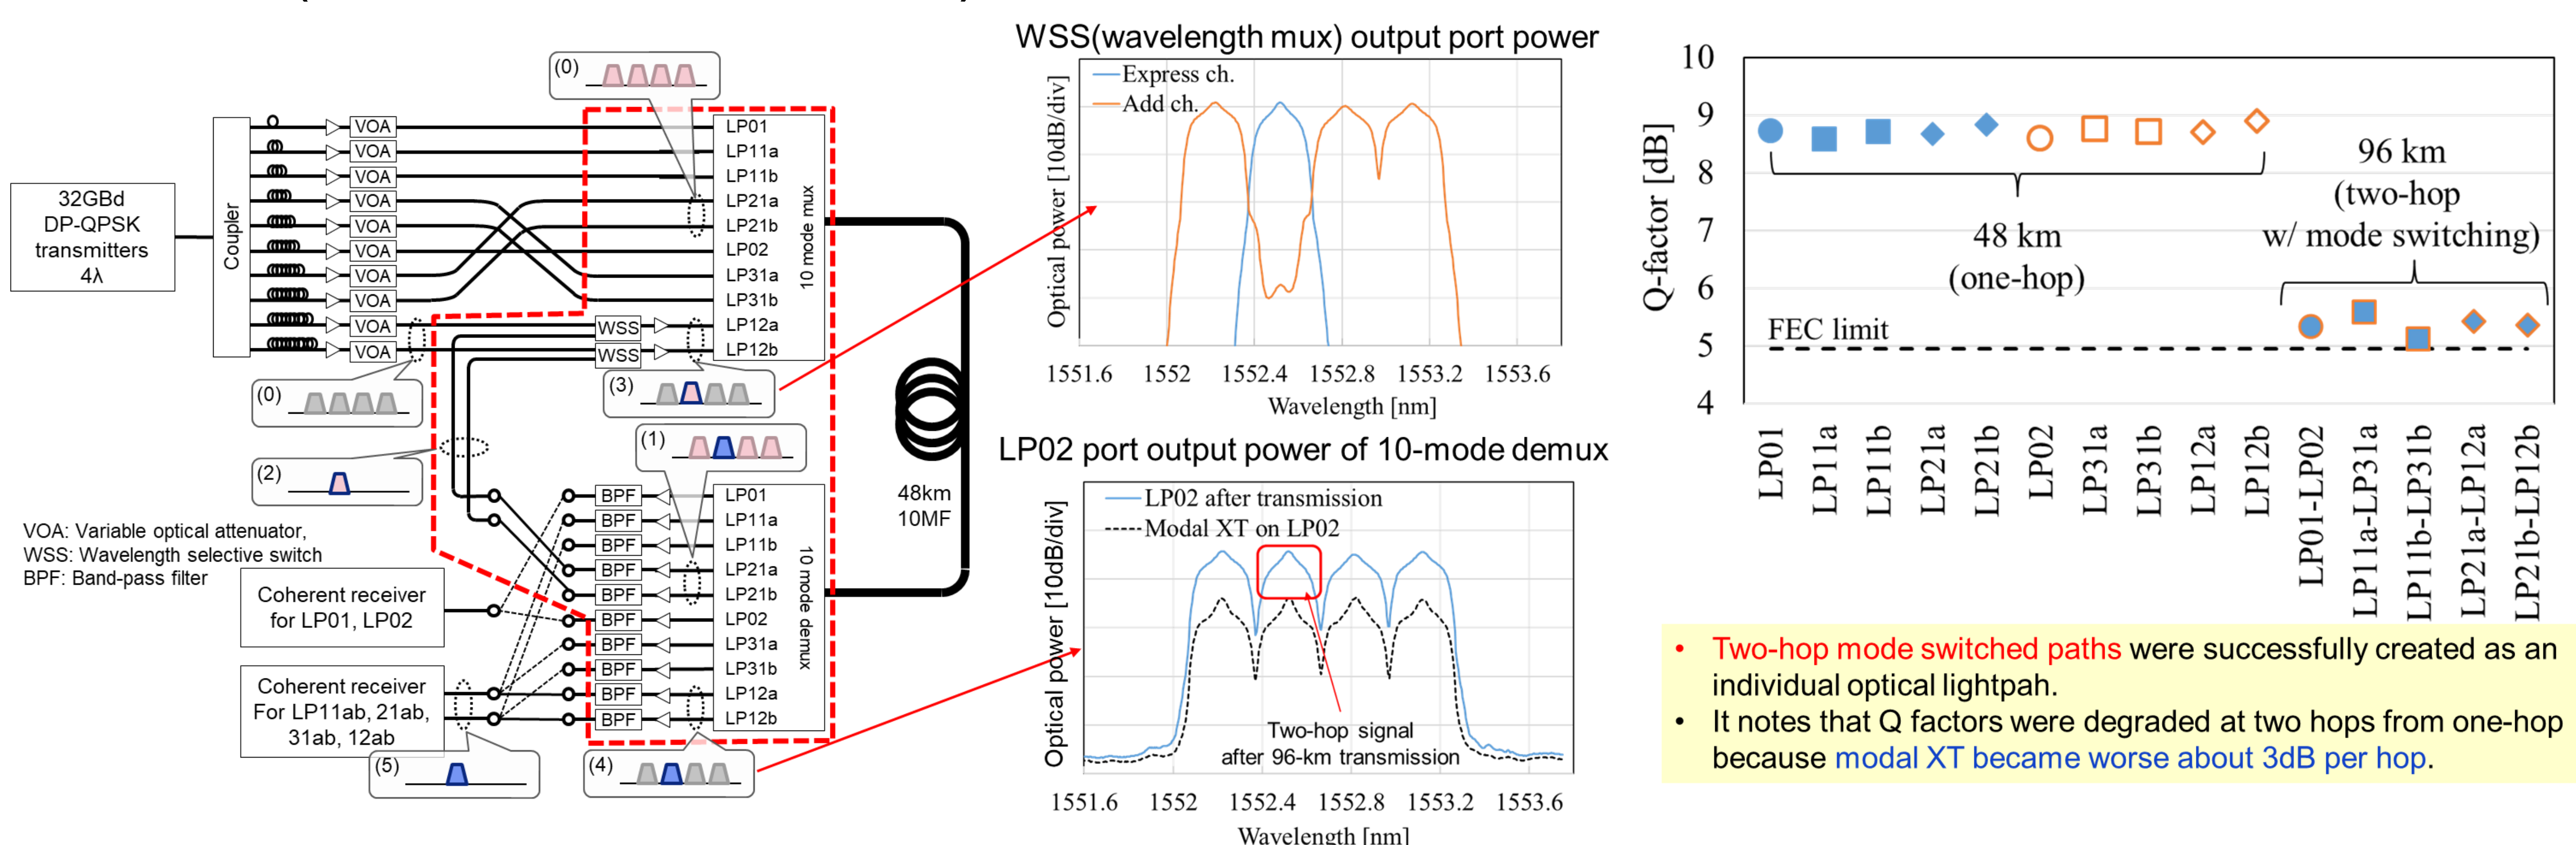 (0)
32GBd
DP-QPSK
transmitters
4λ
Coupler
VOA
VOA
VOA
VOA
VOA
VOA
VOA
VOA
VOA
VOA
WSS
WSS
LP01
LP11a
LP11b
LP21a
LP21b
LP02
LP31a
LP31b
LP12a
LP12b
10 mode mux
(0)
(3)
(1)
(2)
48km
10MF
VOA: Variable optical attenuator,
WSS: Wavelength selective switch
BPF: Band-pass filter
Coherent receiver
for LP01, LP02
Coherent receiver
For LP11ab, 21ab,
31ab, 12ab
BPF
BPF
BPF
BPF
BPF
BPF
BPF
BPF
BPF
BPF
LP01
LP11a
LP11b
LP21a
LP21b
LP02
LP31a
LP31b
LP12a
LP12b
10 mode demux
(5)
(4)
WSS(wavelength mux) output port power
Express ch.
Add ch.
Optical power [10dB/div]
1551.6 1552 1552.4 1552.8 1553.2 1553.6
Wavelength [nm]
LP02 port output power of 10-mode demux
LP02 after transmission
Modal XT on LP02
Optical power [10dB/div]
Two-hop signal
after 96-km transmission
1551.6 1552 1552.4 1552.8 1553.2 1553.6
Wavelength [nm]
Q-factor [dB]
10
9
8
7
6
5
4
48 km
(one-hop)
96 km
(two-hop
w/ mode switching)
FEC limit
LP01
LP11a
LP11b
LP21a
LP21b
LP02
LP31a
LP31b
LP12a
LP12b
LP01-LP02
LP11a-LP31a
LP11b-LP31b
LP21a-LP12a
LP21b-LP12b
• Two-hop mode switched paths were successfully created as an
individual optical lightpah.
• It notes that Q factors were degraded at two hops from one-hop
because modal XT became worse about 3dB per hop.